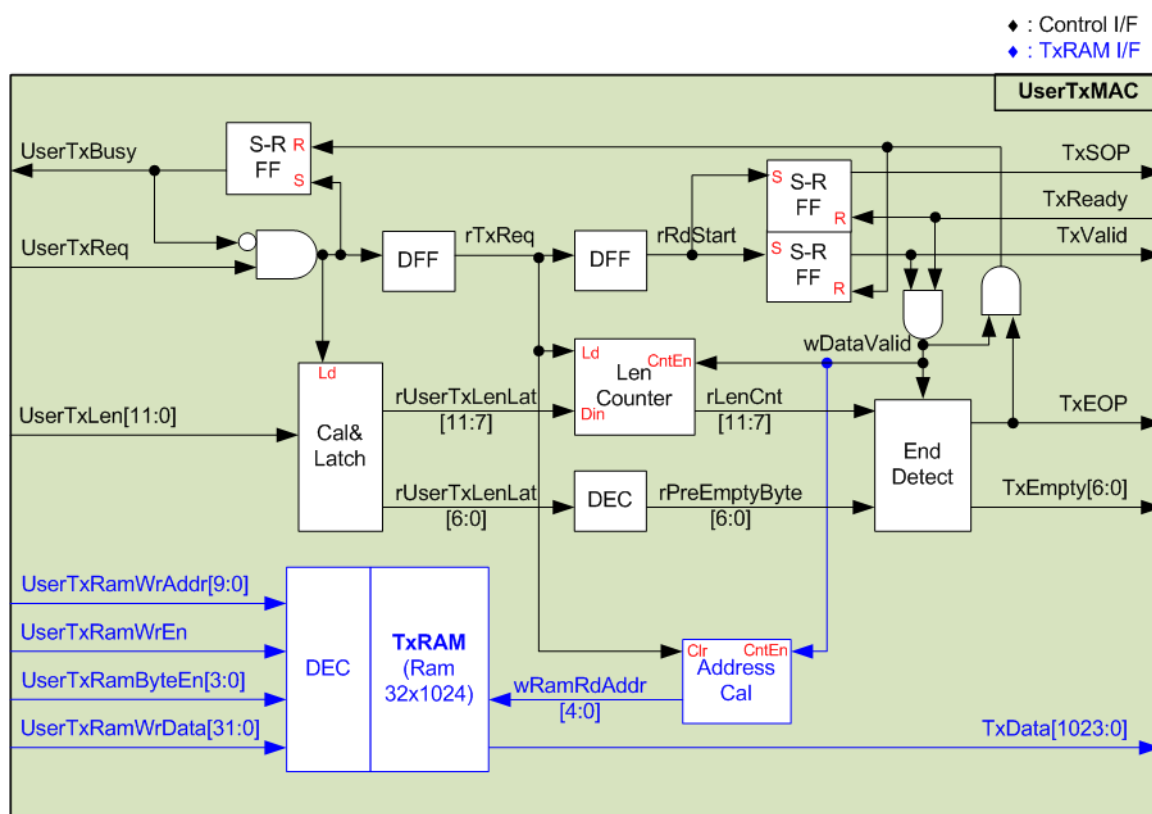 ♦ : Control I/F
♦ : TxRAM I/F
UserTxMAC
UserTxBusy
S-R
FF
R
S
TxSOP
UserTxReq
DFF
rTxReq
DFF
rRdStart
S
S-R
FF
R
TxReady
S
S-R
FF
R
TxValid
wDataValid
Ld
Cal&
Latch
UserTxLen[11:0]
rUserTxLenLat
[11:7]
Ld
CntEn
Din
Len
Counter
rLenCnt
[11:7]
End
Detect
TxEOP
rUserTxLenLat
[6:0]
DEC
rPreEmptyByte
[6:0]
TxEmpty[6:0]
UserTxRamWrAddr[9:0]
UserTxRamWrEn
UserTxRamByteEn[3:0]
UserTxRamWrData[31:0]
DEC
TxRAM
(Ram
32x1024)
wRamRdAddr
[4:0]
Clr
CntEn
Address
Cal
TxData[1023:0]